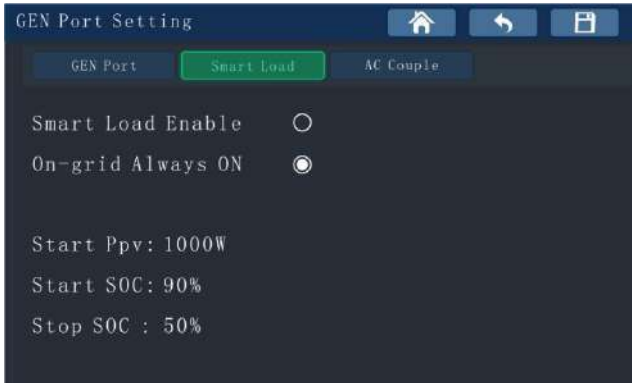 GEN Port Setting
GEN Port Smart Load AC Couple
Smart Load Enable
On-grid Always ON
Start Ppv: 1000W
Start SOC: 90%
Stop SOC : 50%